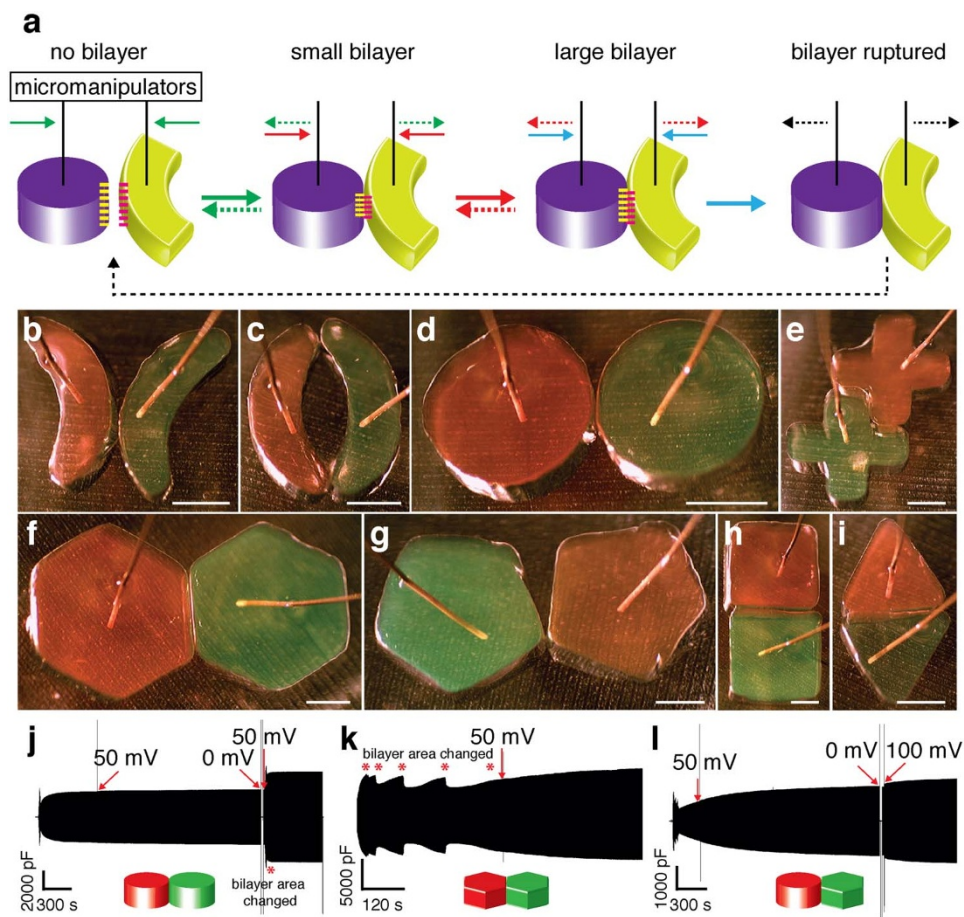 a
no bilayer
small bilayer
large bilayer
bilayer ruptured
micromanipulators
b
c
d
e
f
g
h
i
j
50 mV
0 mV
50 mV
*
bilayer area
changed
2000 pF
300 s
k
bilayer area changed
* * * * *
50 mV
5000 pF
120 s
l
50 mV
0 mV
100 mV
1000 pF
300 s